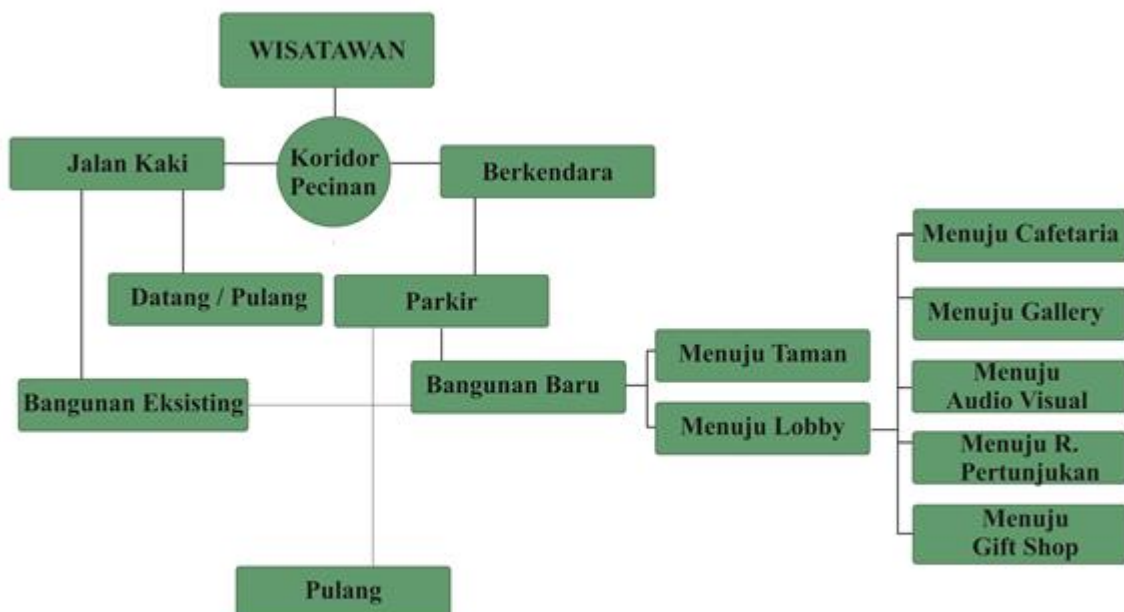 WISATAWAN
Jalan Kaki
Koridor
Pecinan
Berkendara
Datang / Pulang
Parkir
Bangunan Eksisting
Bangunan Baru
Menuju Taman
Menuju Lobby
Menuju Cafetaria
Menuju Gallery
Menuju
Audio Visual
Menuju R.
Pertunjukan
Menuju
Gift Shop
Pulang